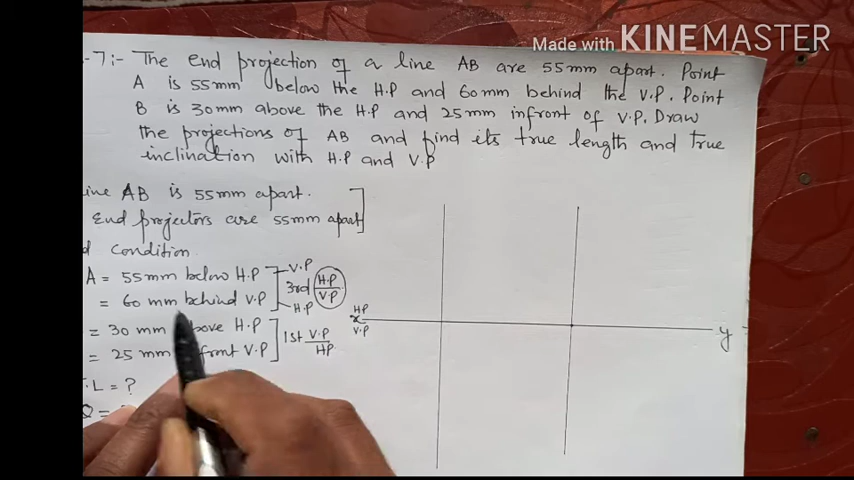 Made with KINEMASTER
-7:- The end projection of a line AB are 55mm apart. Point
A is 55mm below the H.P and 60mm behind the V.P. Point
B is 30mm above the H.P and 25mm infront of V.P. Draw
the projections of AB and find its true length and True
inclination with H.P and V.P
line AB is 55mm apart.
End projectors are 55mm apart
condition
A = 55mm below H.P
V.P
3rd H.P
V.P
= 60 mm behind V.P
H.P
= 30 mm above H.P
1st V.P
HP
= 25 mm V.P
HP
x
V.P
y
T.L = ?